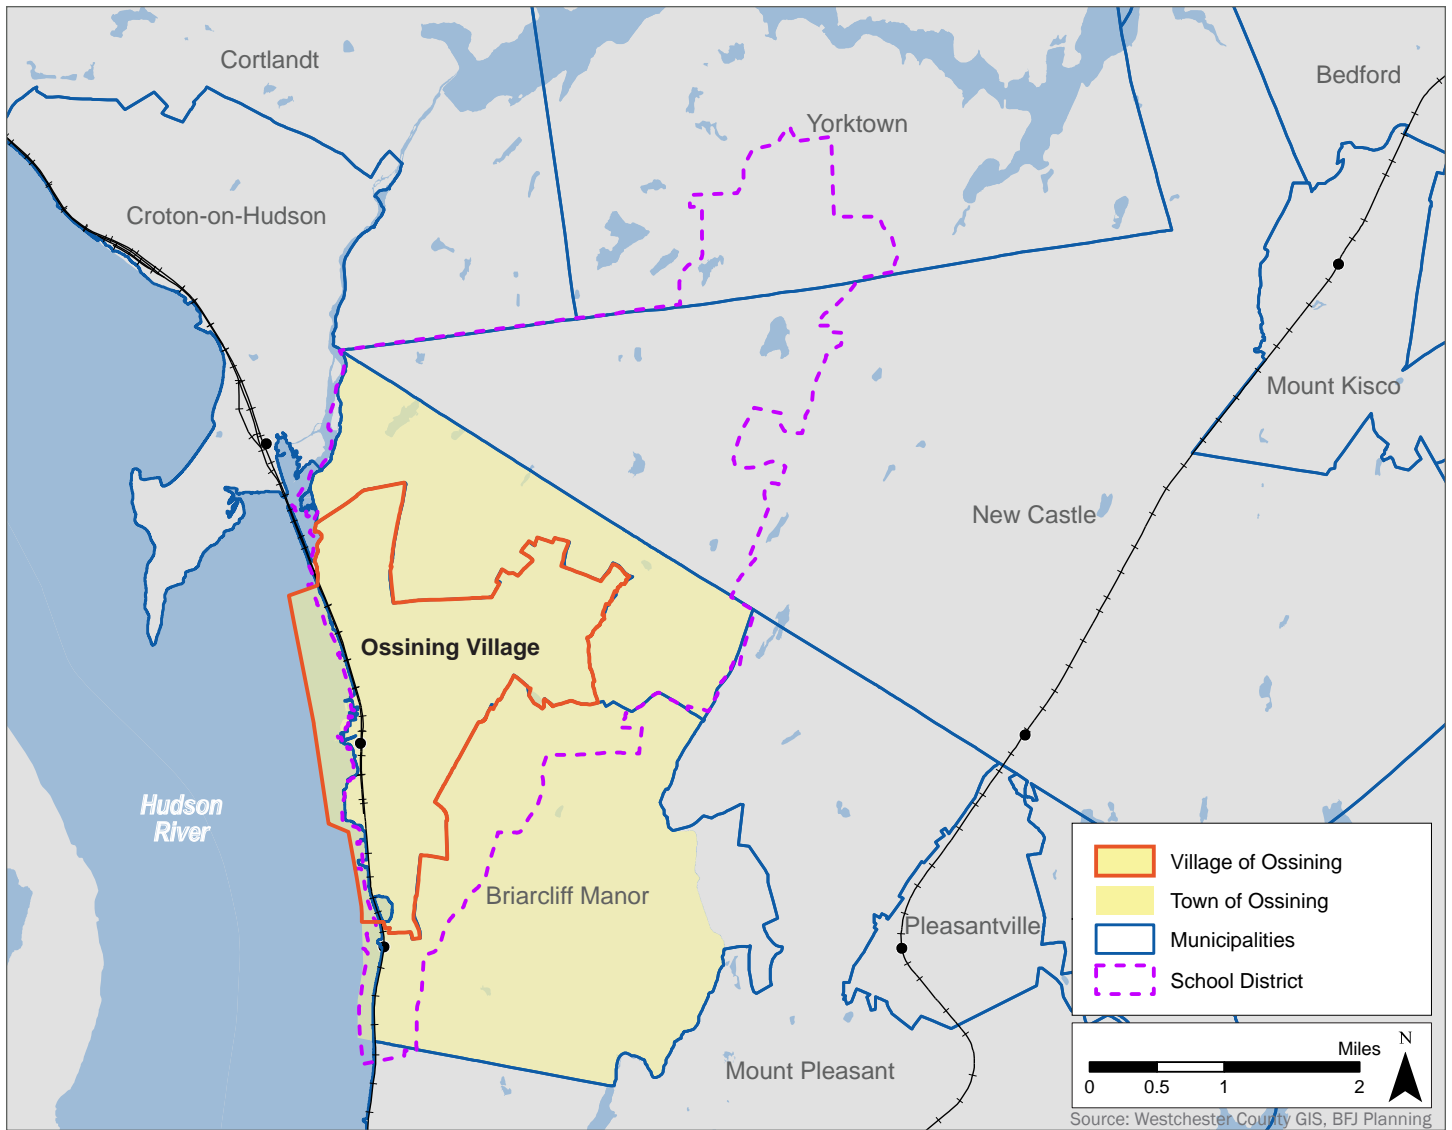 Cortlandt
Bedford
Yorktown
Croton-on-Hudson
Mount Kisco
New Castle
Ossining Village
Hudson
River
Briarcliff Manor
Pleasantville
Mount Pleasant
Village of Ossining
Town of Ossining
Municipalities
School District
N
Miles
0 0.5 1 2
Source: Westchester County GIS, BFJ Planning